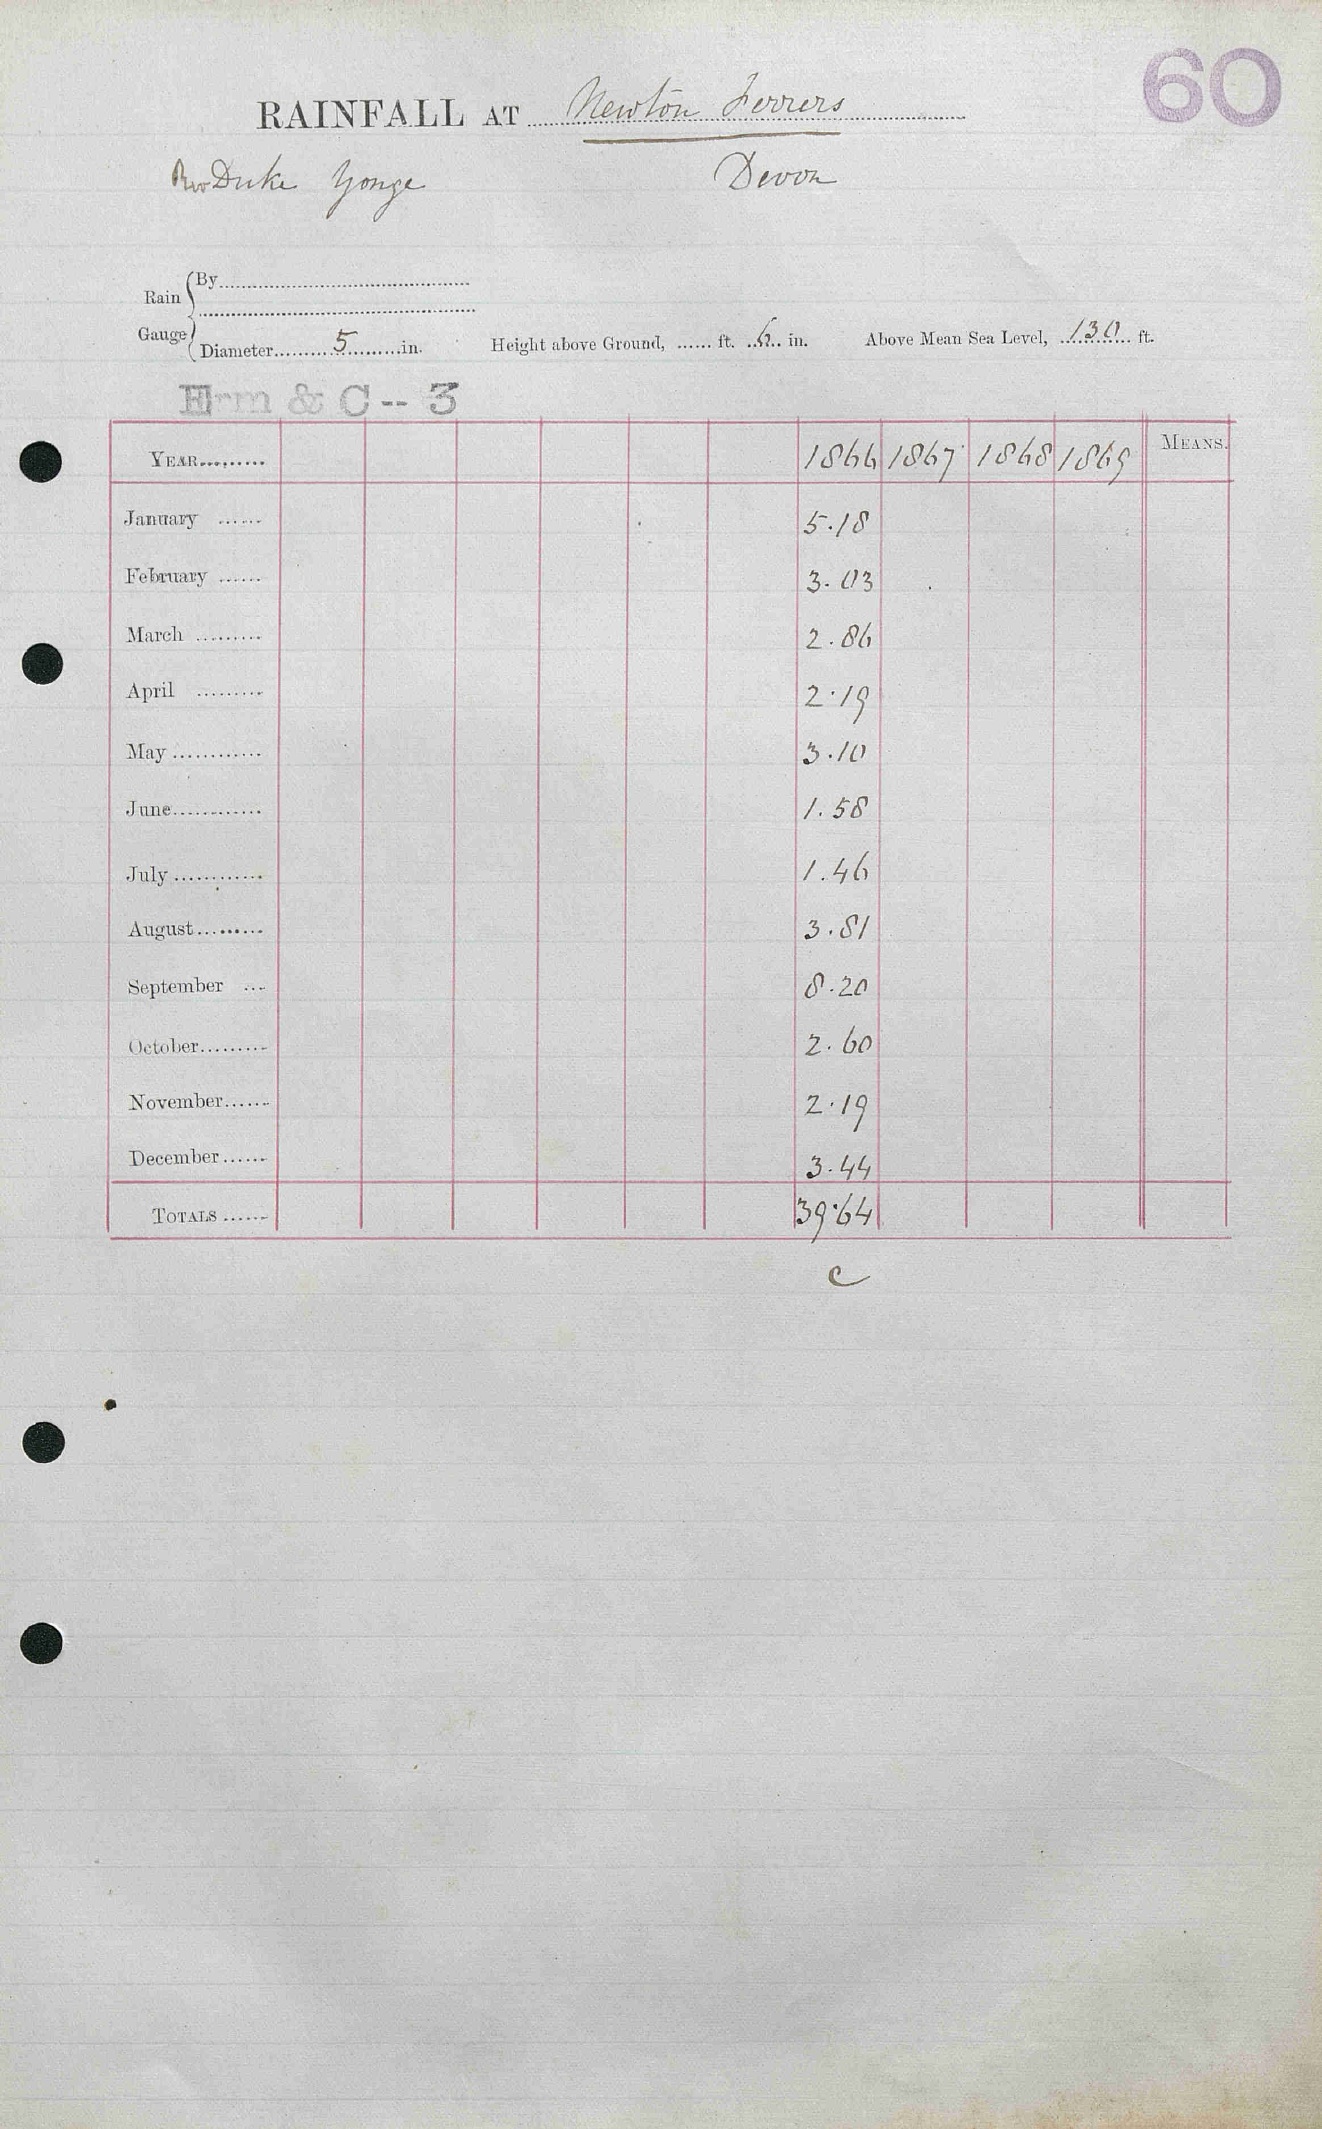 60
RAINFALL AT Newton Ferrers
Rev Duke Yonge Devon
Rain Gauge
By
Diameter 5 in. Height above Ground, ft. 6 in. Above Mean Sea Level, 130 ft.
Erm & C -- 3
YEAR 1866 1867 1868 1869 MEANS.
January 5.18
February 3.03
March 2.86
April 2.19
May 3.10
June 1.58
July 1.46
August 3.81
September 8.20
October 2.60
November 2.19
December 3.44
TOTALS 39.64
c